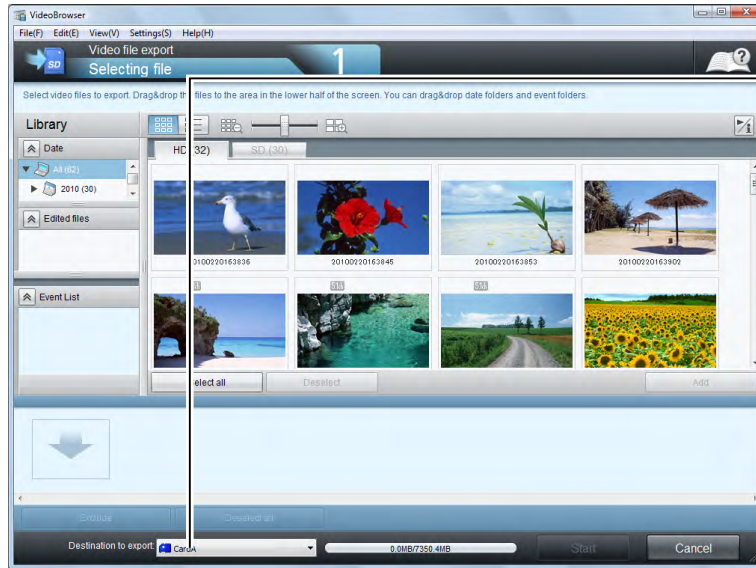 VideoBrowser
File(F) Edit(E) View(V) Settings(S) Help(H)
SD
Video file export
Selecting file
1
?
Select video files to export. Drag&drop the files to the area in the lower half of the screen. You can drag&drop date folders and event folders.
Library
Date
HD (32)
SD (30)
All (62)
2010 (30)
Edited files
20100220163836
20100220163845
20100220163853
20100220163902
Event List
Select all
Deselect
Add
Exclude
Deselect all
Destination to export:
CardA
0.0MB/7350.4MB
Start
Cancel